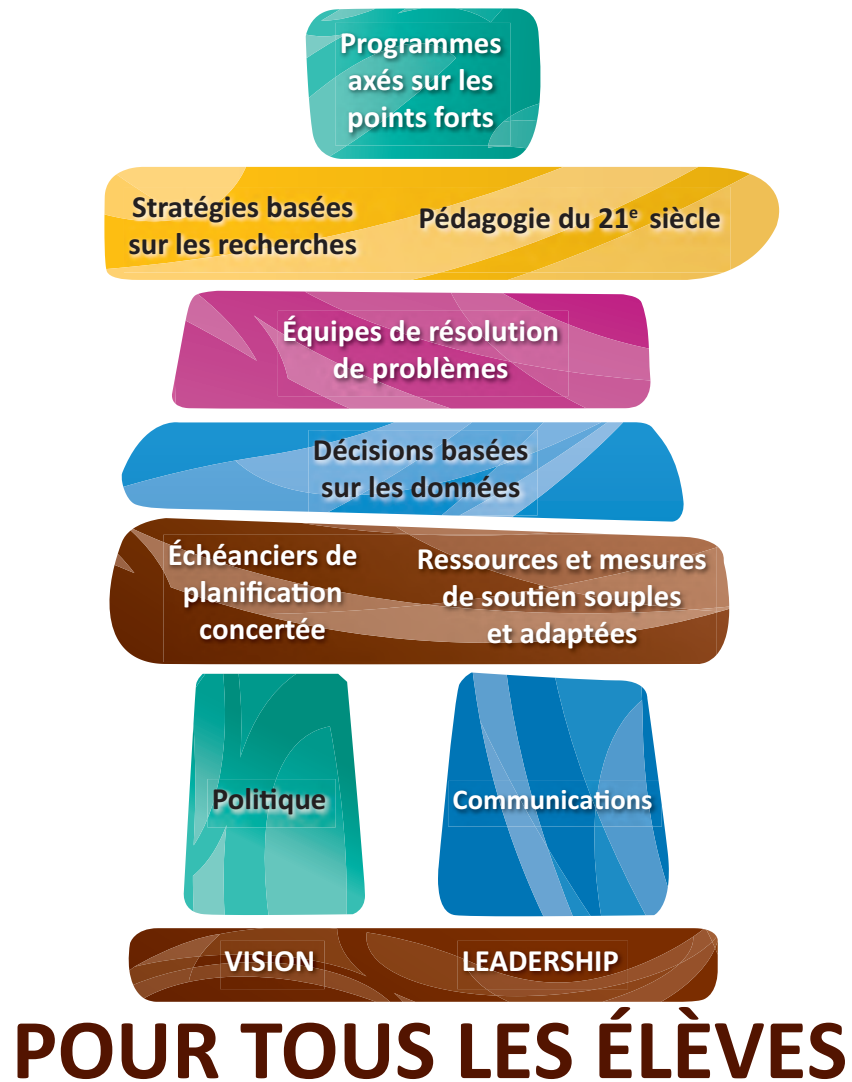 Programmes
axés sur les
points forts
Stratégies basées
sur les recherches
Pédagogie du 21e siècle
Équipes de résolution
de problèmes
Décisions basées
sur les données
Échéanciers de
planification
concertée
Ressources et mesures
de soutien souples
et adaptées
Politique
Communications
VISION
LEADERSHIP
POUR TOUS LES ÉLÈVES